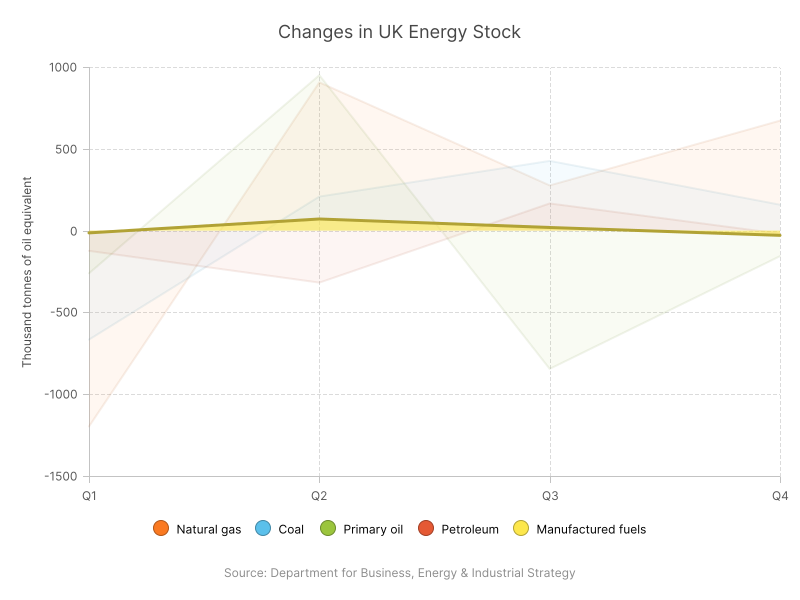 Changes in UK Energy Stock
Thousand tonnes of oil equivalent
1000
500
0
-500
-1000
-1500
Q1 Q2 Q3 Q4
Natural gas Coal Primary oil Petroleum Manufactured fuels
Source: Department for Business, Energy & Industrial Strategy